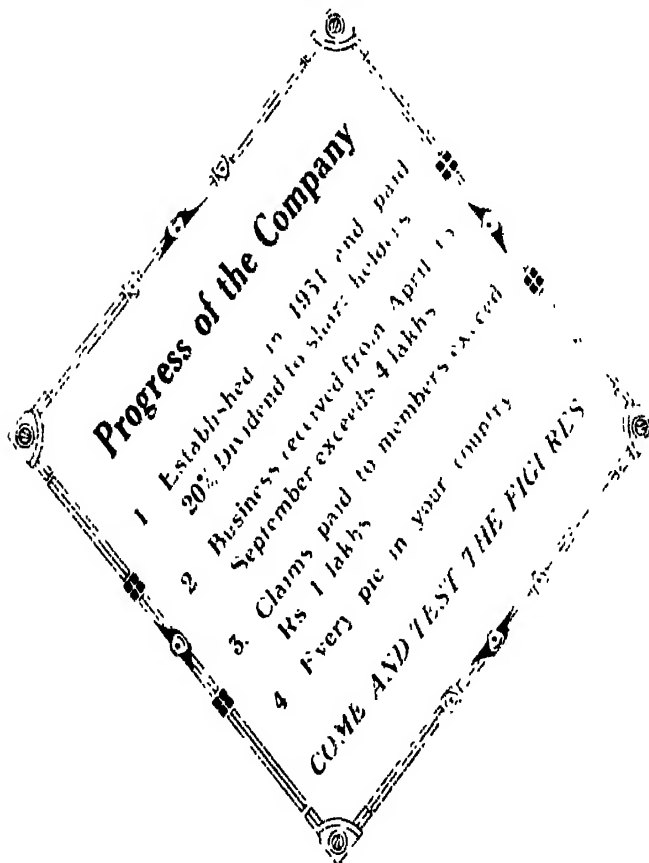 Progress of the Company
1 Established in 1931 and paid
20% Dividend to share holders
2 Business received from April to
September exceeds 4 lakhs
3. Claims paid to members exceed
Rs 1 lakhs
4 Every pie in your country
COME AND TEST THE FIGURES